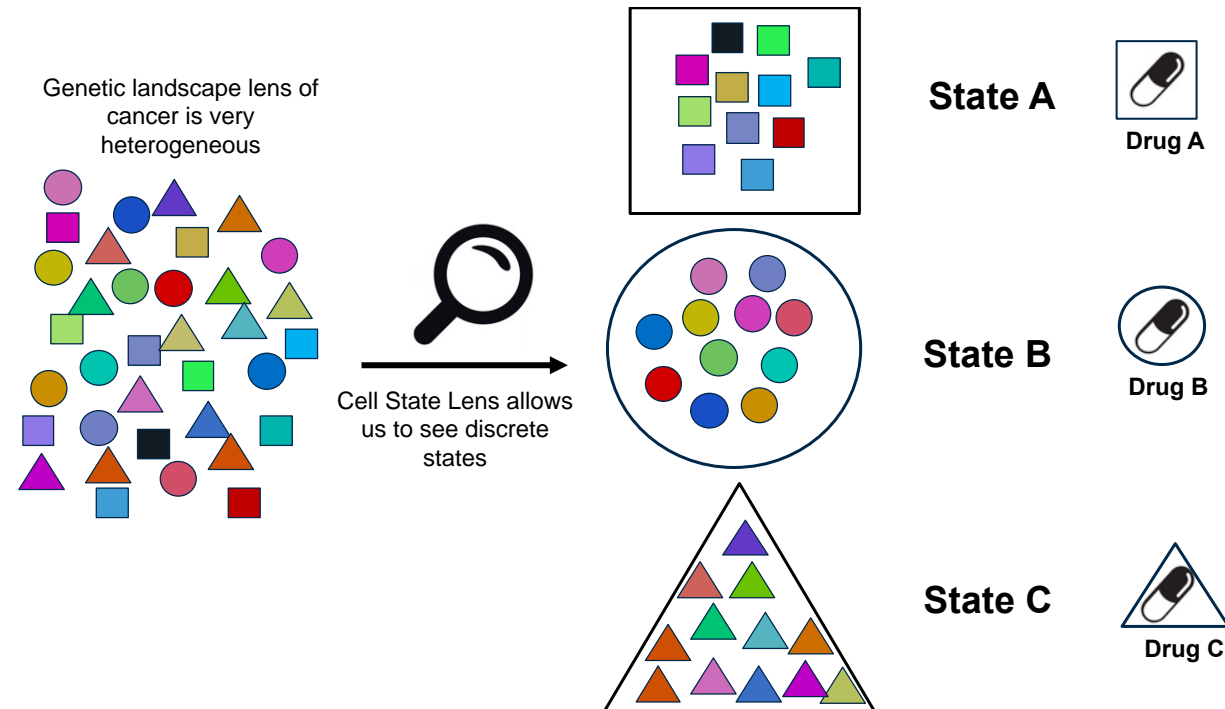 Genetic landscape lens of
cancer is very
heterogeneous
Cell State Lens allows
us to see discrete
states
State A
Drug A
State B
Drug B
State C
Drug C